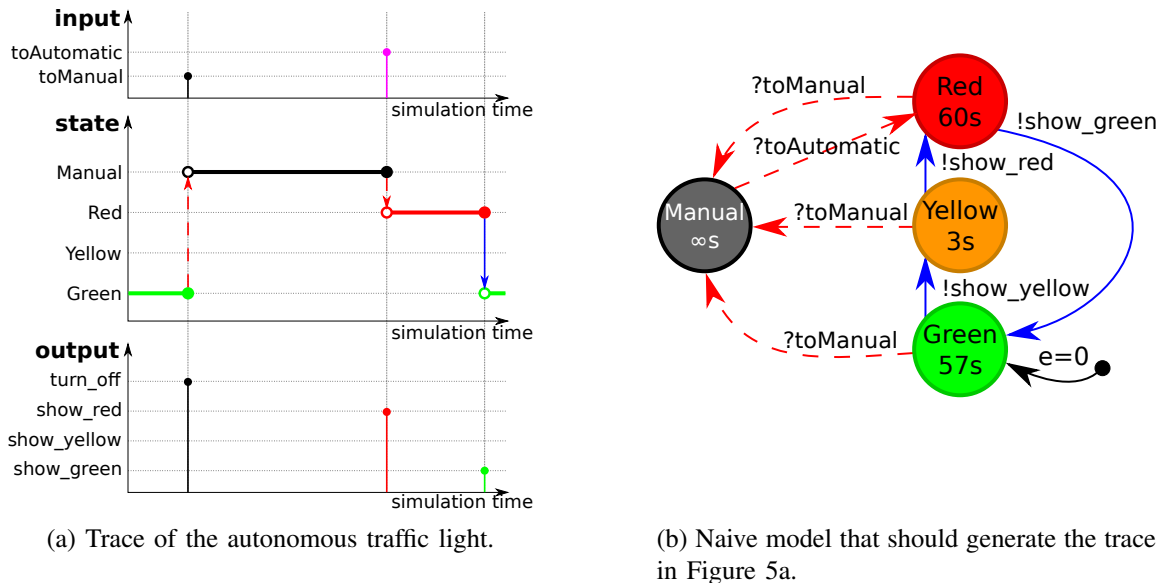 input
toAutomatic
toManual
simulation time
state
Manual
Red
Yellow
Green
simulation time
output
turn_off
show_red
show_yellow
show_green
simulation time
(a) Trace of the autonomous traffic light.
Red
60s
?toManual
!show_green
?toAutomatic
!show_red
Manual
∞s
Yellow
3s
?toManual
!show_yellow
Green
57s
?toManual
e=0
(b) Naive model that should generate the trace
in Figure 5a.